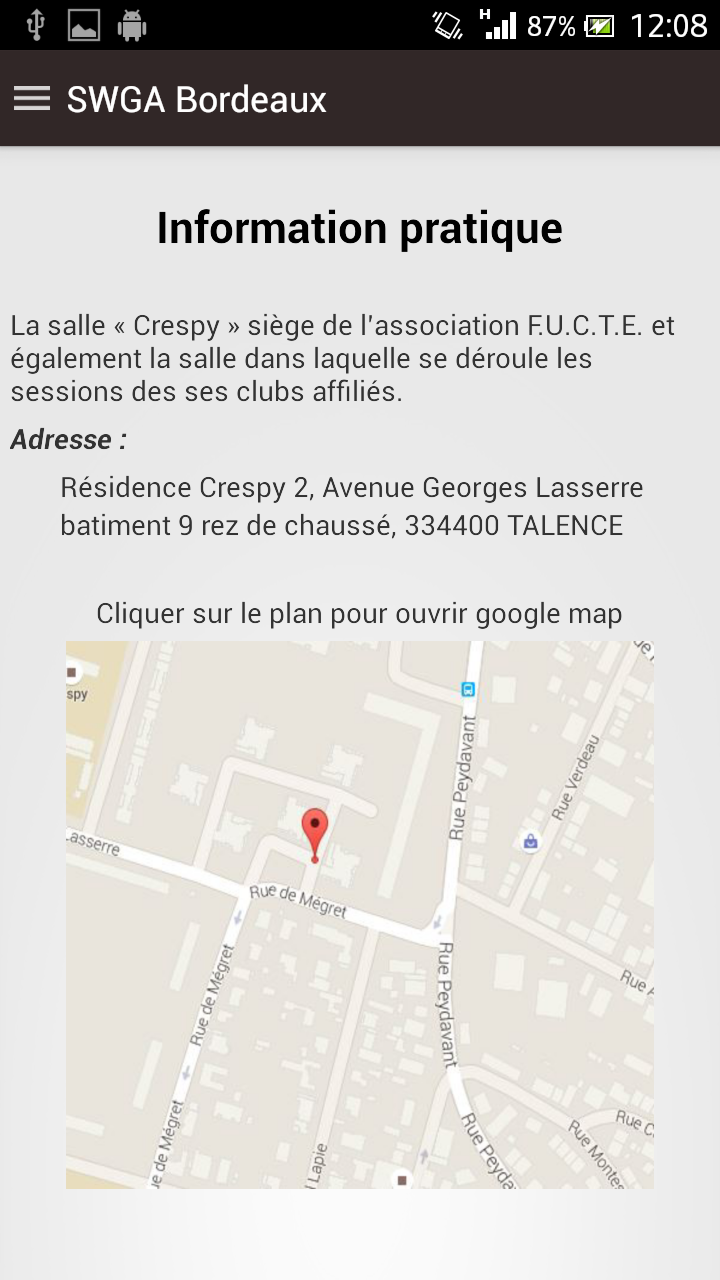 H 87% 12:08
SWGA Bordeaux
Information pratique
La salle « Crespy » siège de l'association F.U.C.T.E. et
également la salle dans laquelle se déroule les
sessions des ses clubs affiliés.
Adresse :
Résidence Crespy 2, Avenue Georges Lasserre
batiment 9 rez de chaussé, 334400 TALENCE
Cliquer sur le plan pour ouvrir google map
spy
Rue Peydavant
Rue Verdeau
Lasserre
Rue de Mégret
Rue de Mégret
Rue Peydavant
Rue A
ue de Mégret
l Lapie
Rue Peyda
Rue Montes
Rue C